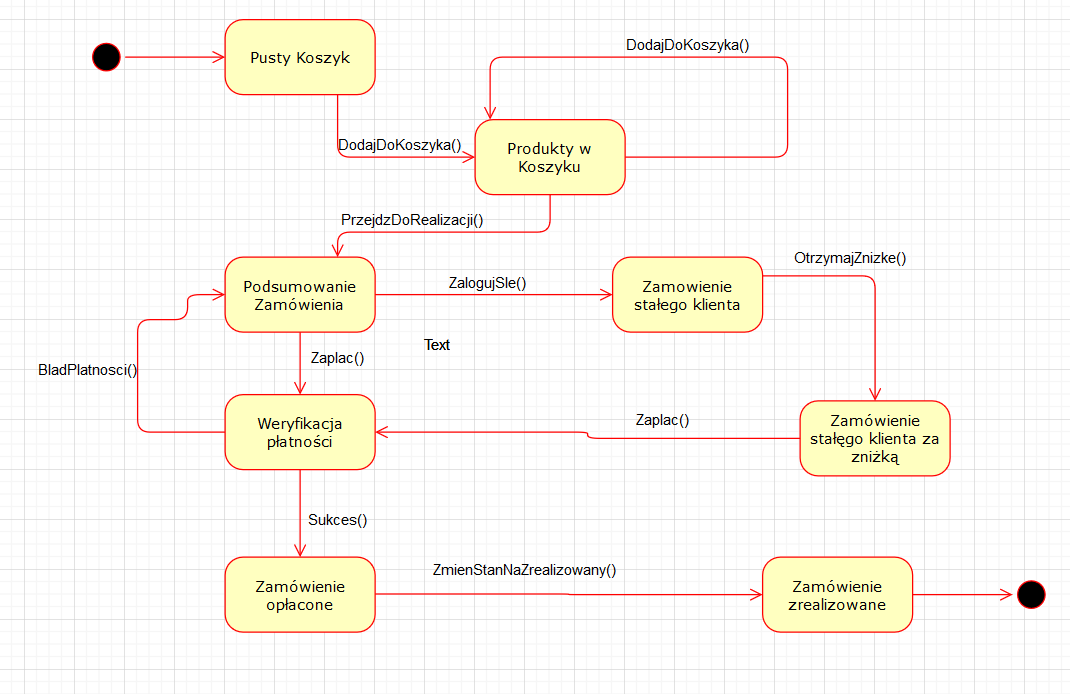 DodajDoKoszyka()
Pusty Koszyk
DodajDoKoszyka()
Produkty w
Koszyku
PrzejdzDoRealizacji()
OtrzymajZnizke()
Podsumowanie
Zamówienia
ZalogujSIe()
Zamowienie
stałego klienta
Text
Zaplac()
BladPlatnosci()
Weryfikacja
płatności
Zaplac()
Zamówienie
stałęgo klienta za
zniżką
Sukces()
Zamówienie
opłacone
ZmienStanNaZrealizowany()
Zamówienie
zrealizowane